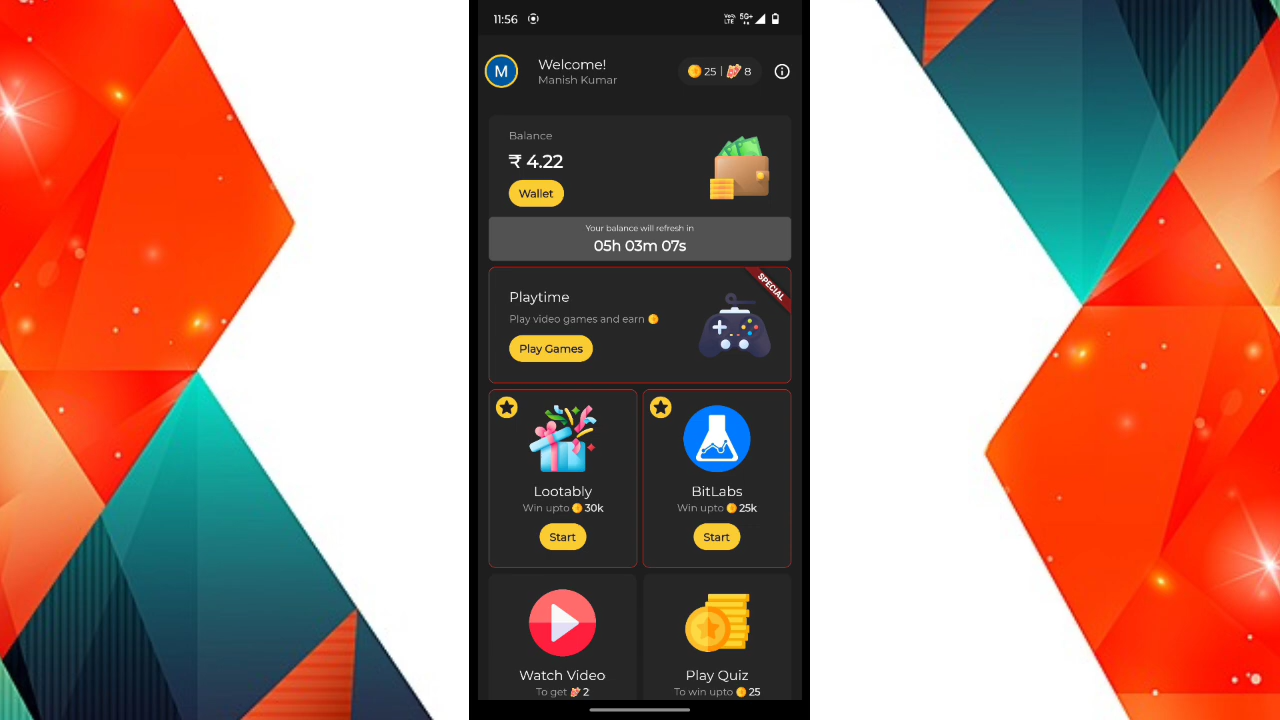 11:56
VoLTE 5G+
M
Welcome!
Manish Kumar
25 | 8
Balance
₹ 4.22
Wallet
Your balance will refresh in
05h 03m 07s
SPECIAL
Playtime
Play video games and earn
Play Games
Lootably
Win upto 30k
Start
BitLabs
Win upto 25k
Start
Watch Video
To get 2
Play Quiz
To win upto 25